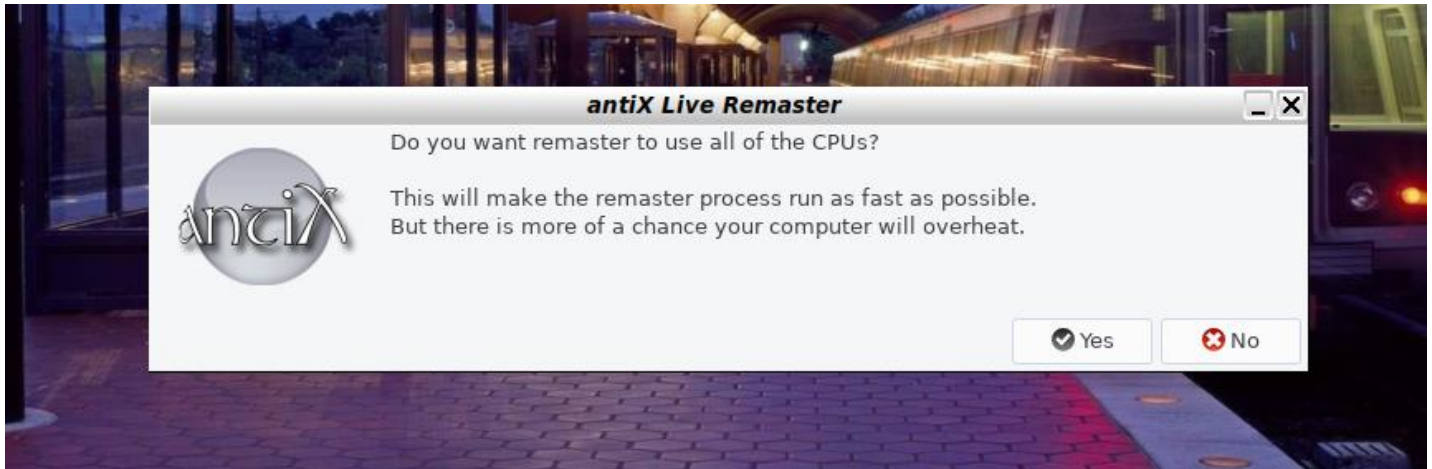 antiX Live Remaster
Do you want remaster to use all of the CPUs?
This will make the remaster process run as fast as possible.
But there is more of a chance your computer will overheat.
antiX
Yes
No